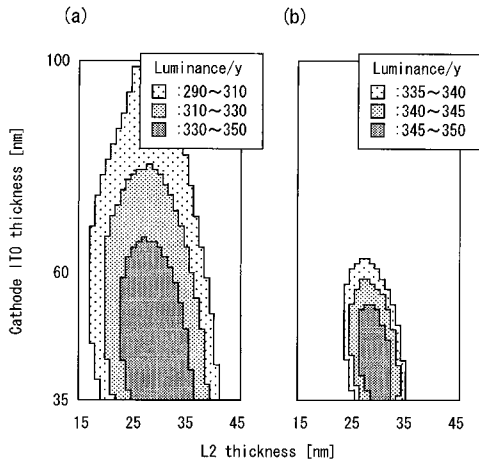 (a)
(b)
Luminance/y
:290～310
:310～330
:330～350
Luminance/y
:335～340
:340～345
:345～350
Cathode ITO thickness [nm]
100
60
35
15 25 35 45
15 25 35 45
L2 thickness [nm]